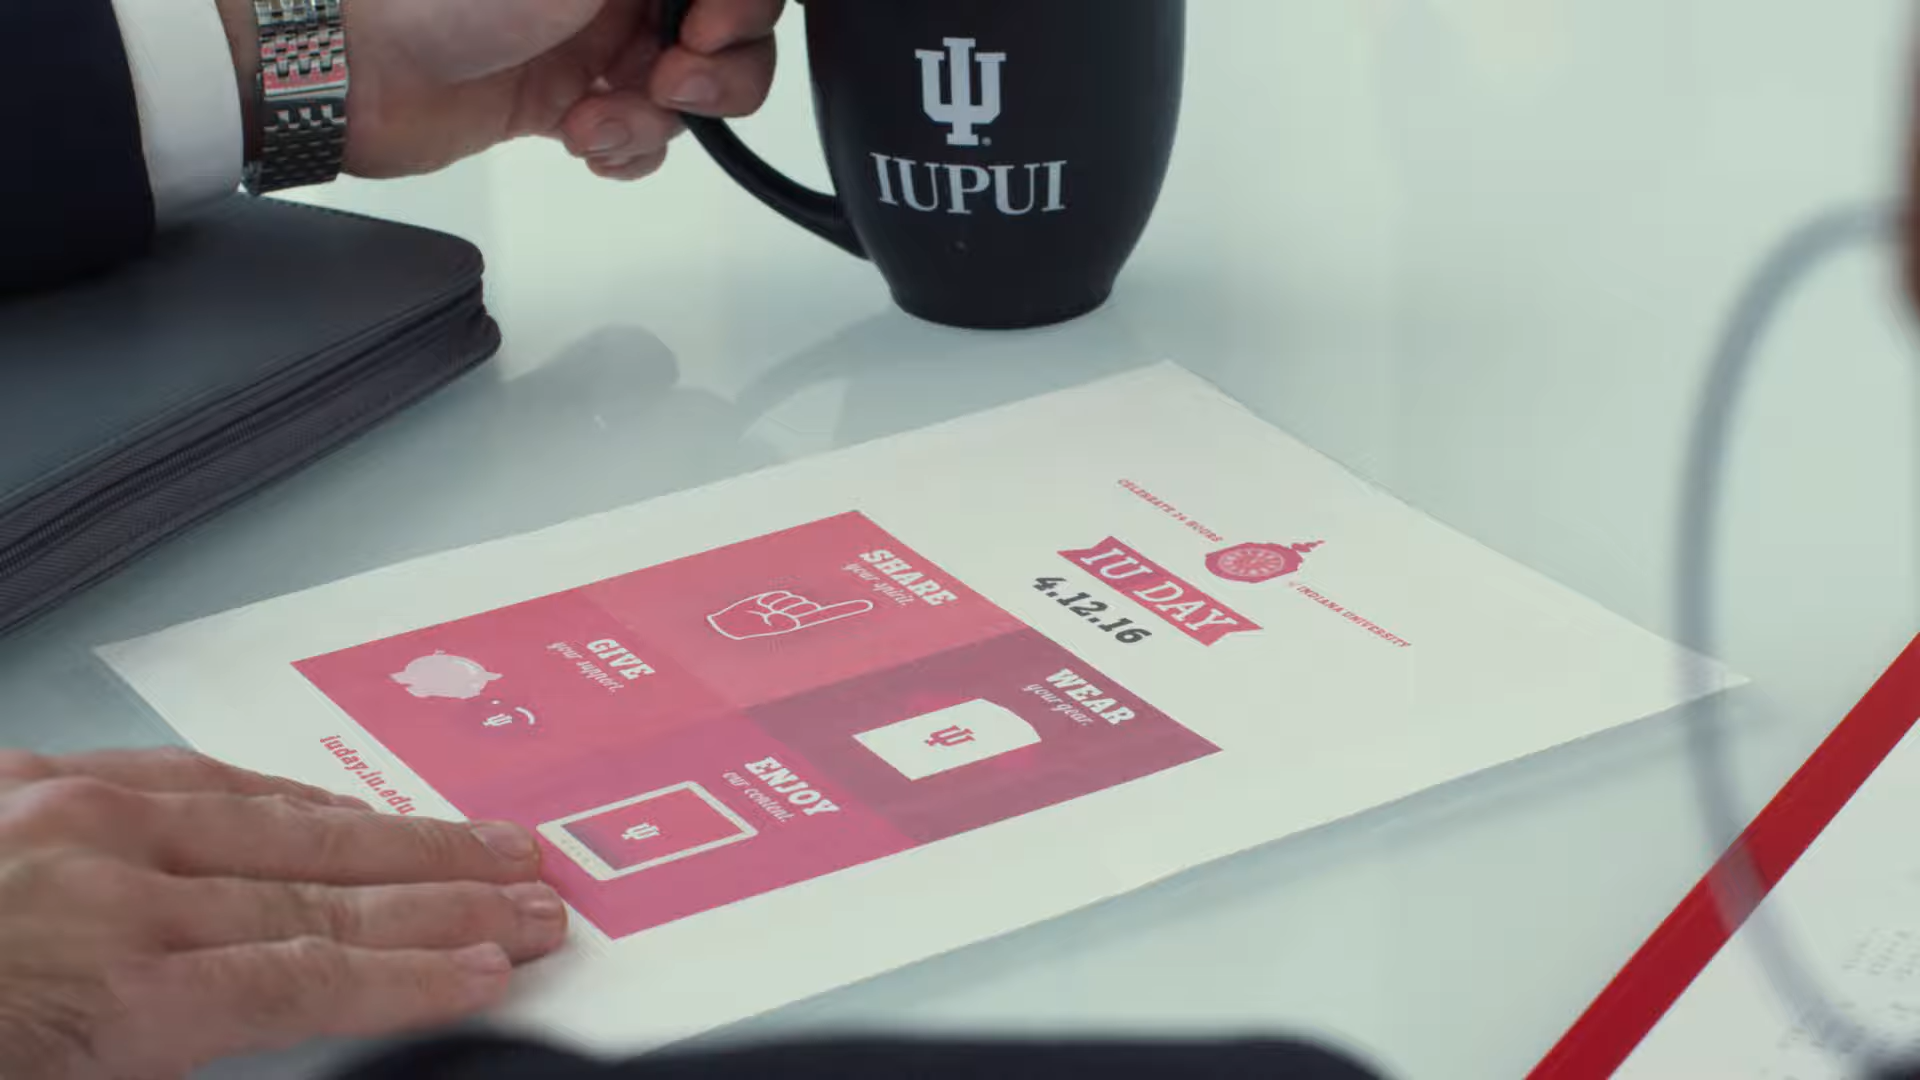 IUPUI
CELEBRATE 24 HOURS
of INDIANA UNIVERSITY
IU DAY
4.12.16
SHARE
your spirit.
WEAR
your gear.
GIVE
your support.
ENJOY
our content.
iuday.iu.edu